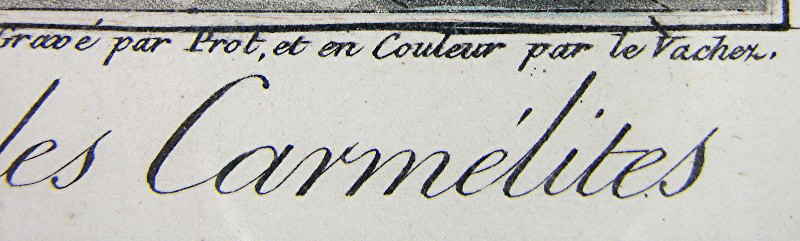 Gravé par Prot, et en Couleur par le Vachez.
les Carmélites